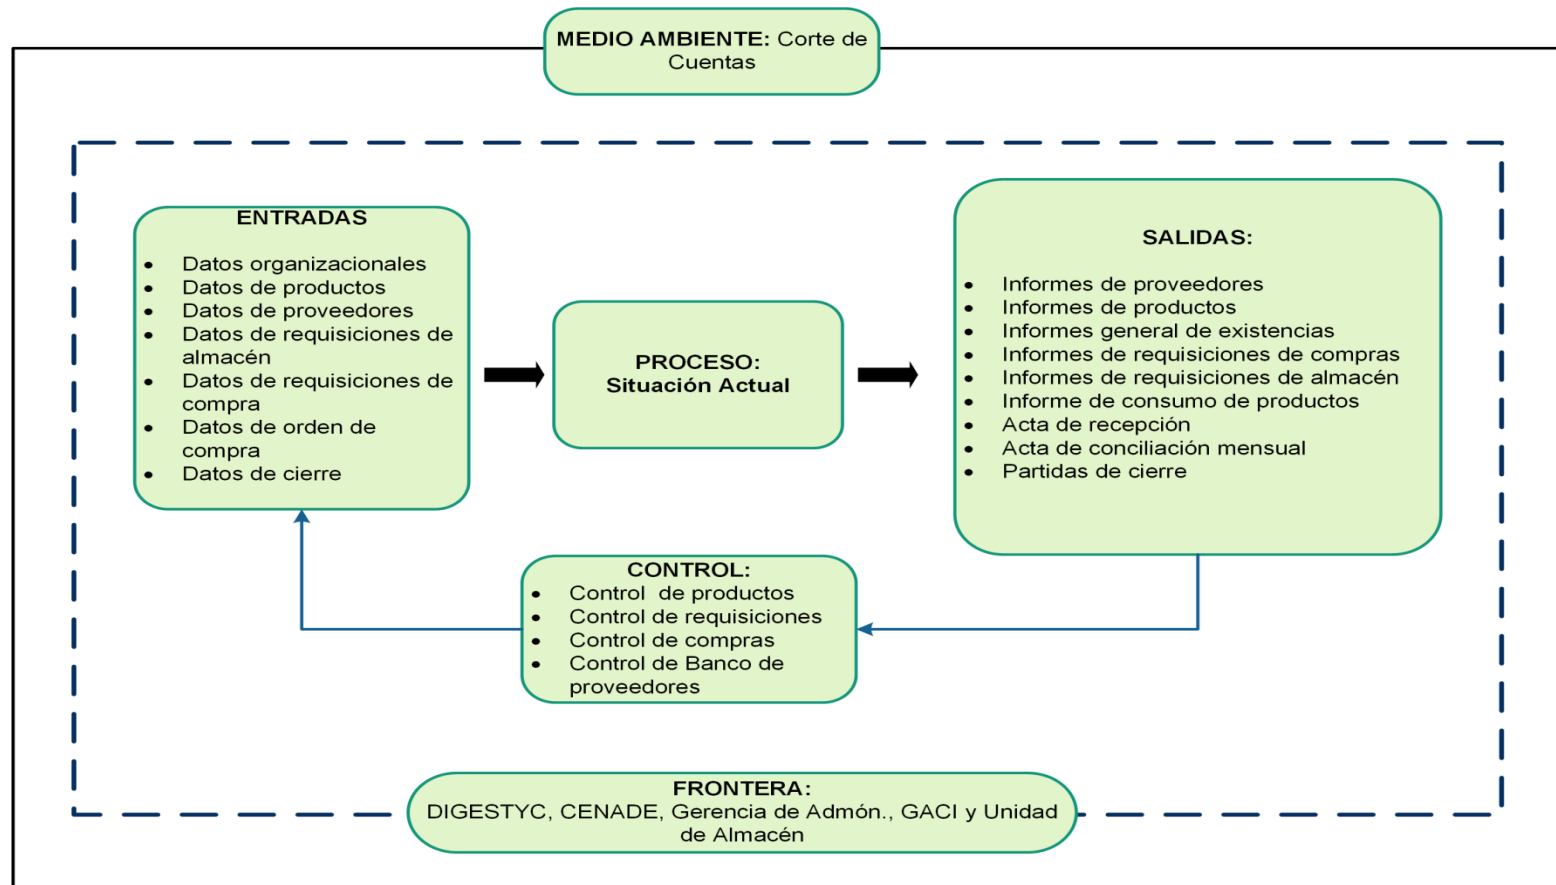 MEDIO AMBIENTE: Corte de
Cuentas
ENTRADAS
• Datos organizacionales
• Datos de productos
• Datos de proveedores
• Datos de requisiciones de
almacén
• Datos de requisiciones de
compra
• Datos de orden de
compra
• Datos de cierre
PROCESO:
Situación Actual
SALIDAS:
• Informes de proveedores
• Informes de productos
• Informes general de existencias
• Informes de requisiciones de compras
• Informes de requisiciones de almacén
• Informe de consumo de productos
• Acta de recepción
• Acta de conciliación mensual
• Partidas de cierre
CONTROL:
• Control de productos
• Control de requisiciones
• Control de compras
• Control de Banco de
proveedores
FRONTERA:
DIGESTYC, CENADE, Gerencia de Admón., GACI y Unidad
de Almacén